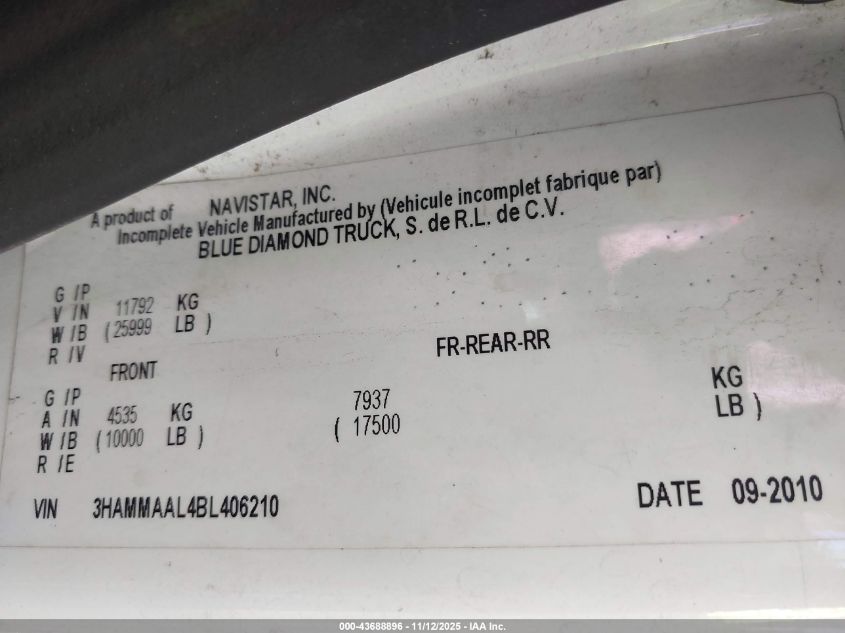 A product of NAVISTAR, INC.
Incomplete Vehicle Manufactured by (Vehicule incomplet fabrique par)
BLUE DIAMOND TRUCK, S. de R.L. de C.V.
G /P
V /N 11792 KG
W /B ( 25999 LB )
R /V
FRONT FR-REAR-RR
G /P
A /N 4535 KG 7937 KG
W /B ( 10000 LB ) ( 17500 LB )
R /E
VIN 3HAMMAAL4BL406210 DATE 09-2010
000-43688896 - 11/12/2025 - IAA Inc.